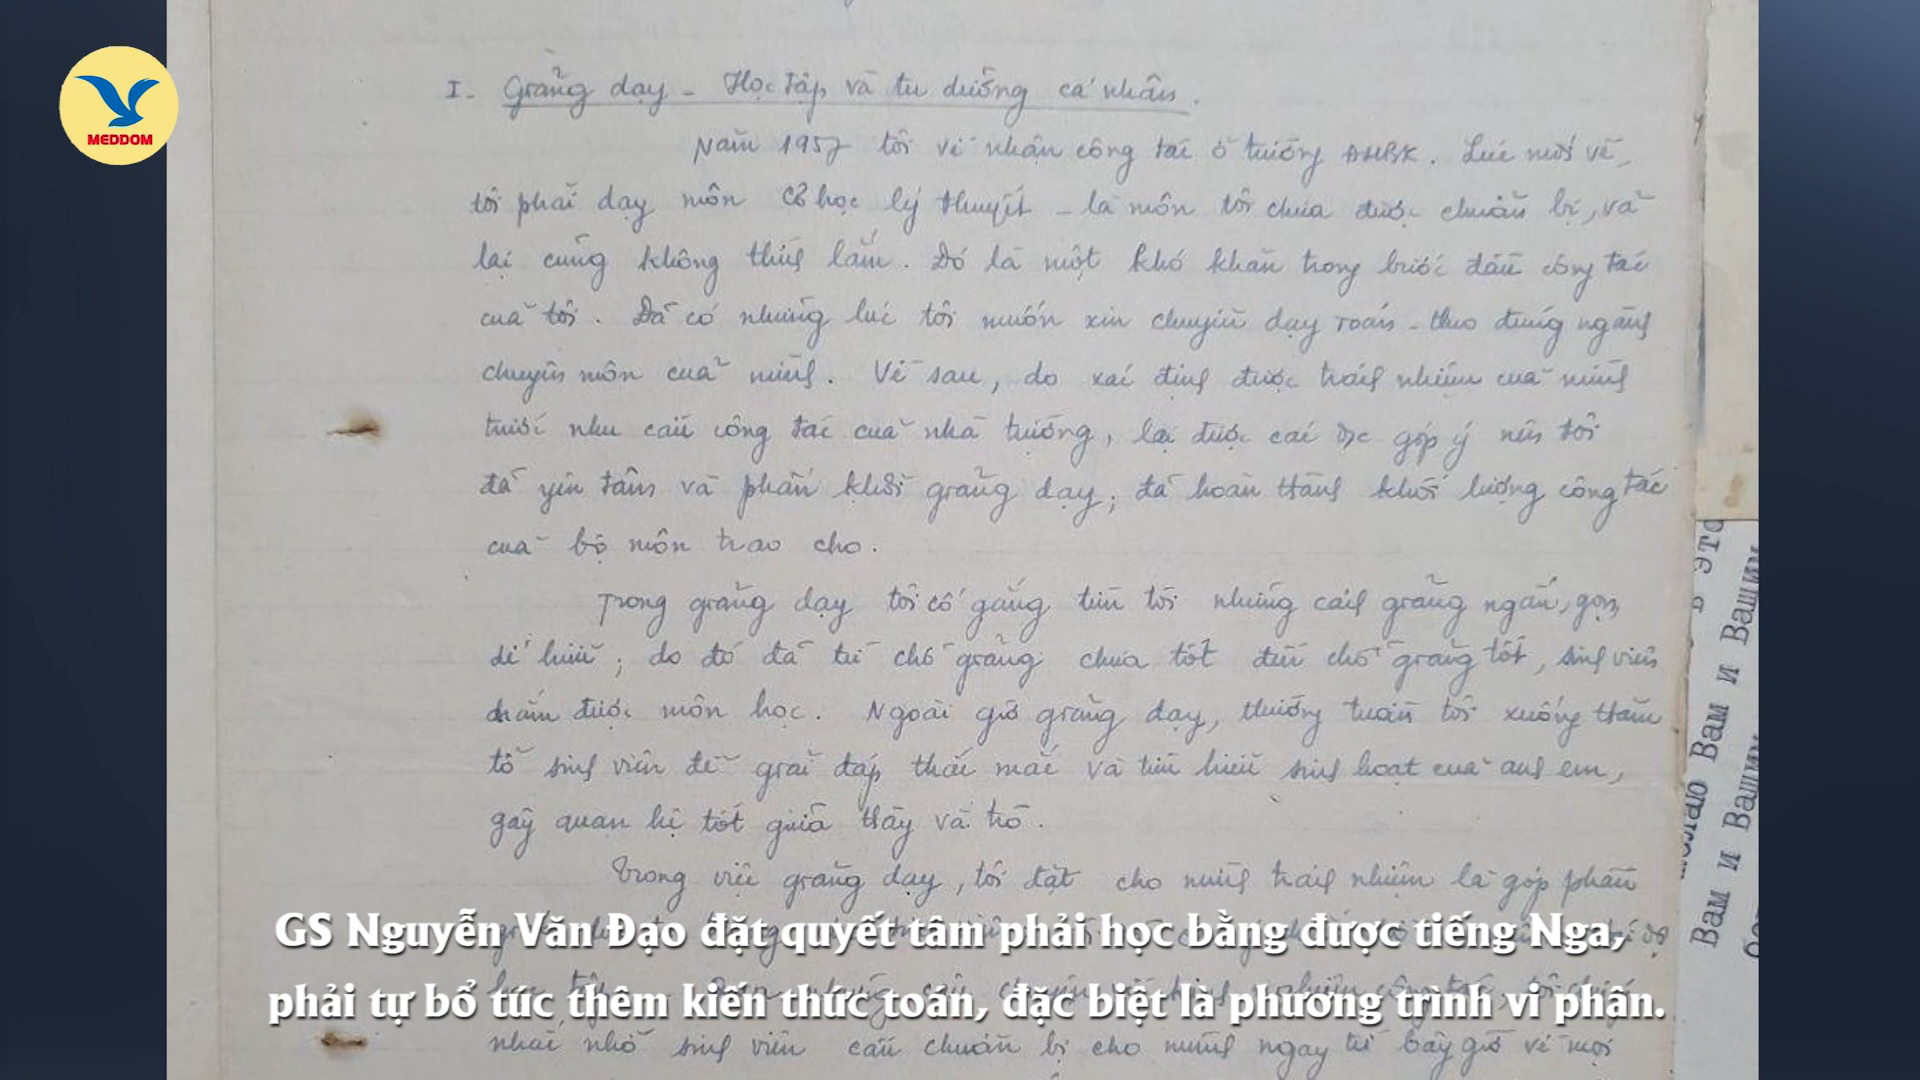 MEDDOM
I. Giảng dạy - Học tập và tu dưỡng cá nhân.
Năm 1957 tôi về nhận công tác ở trường ĐHBK. Lúc mới về,
tôi phải dạy môn Cơ học lý thuyết - là môn tôi chưa được chuẩn bị, và
lại cũng không thích lắm. Đó là một khó khăn trong bước đầu công tác
của tôi. Đã có những lúc tôi muốn xin chuyển dạy Toán - theo đúng ngành
chuyên môn của mình. Về sau, do xác định được trách nhiệm của mình
trước nhu cầu công tác của nhà trường, lại được các đ/c góp ý nên tôi
đã yên tâm và phấn khởi giảng dạy; đã hoàn thành khối lượng công tác
của bộ môn trao cho.
Trong giảng dạy tôi cố gắng tìm tòi những cách giảng ngắn, gọn,
dễ hiểu; do đó đã từ chỗ giảng chưa tốt đến chỗ giảng tốt, sinh viên
nắm được môn học. Ngoài giờ giảng dạy, thường tuần tôi xuống thăm
tổ sinh viên để giải đáp thắc mắc và tìm hiểu sinh hoạt của anh em,
gây quan hệ tốt giữa thầy và trò.
Trong việc giảng dạy, tôi đặt cho mình trách nhiệm là góp phần
GS Nguyễn Văn Đạo đặt quyết tâm phải học bằng được tiếng Nga,
phải tự bổ túc thêm kiến thức toán, đặc biệt là phương trình vi phân.
nhắc nhở sinh viên cần chuẩn bị cho mình ngay từ bây giờ về mọi
в это
Вам и Вашим
Вам и Вашим